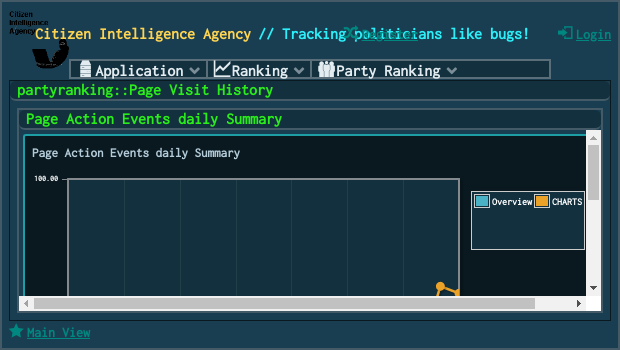 Citizen
Intelligence
Agency
Citizen Intelligence Agency // Tracking politicians like bugs!
Register
Login
Application
Ranking
Party Ranking
partyranking::Page Visit History
Page Action Events daily Summary
Page Action Events daily Summary
100.00
Overview
CHARTS
Main View